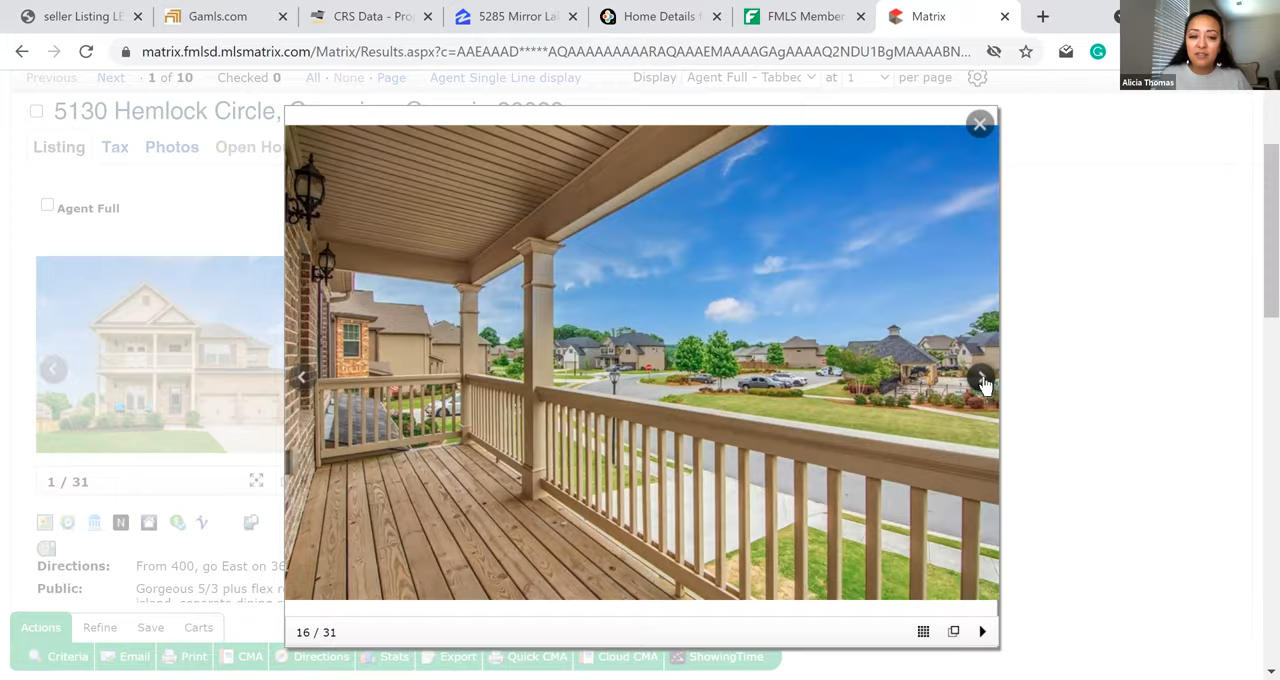 seller Listing LE
Gamls.com
CRS Data - Pro
5285 Mirror La
Home Details f
FMLS Member
Matrix
matrix.fmlsd.mlsmatrix.com/Matrix/Results.aspx?c=AAEAAAD*****AQAAAAAAAAARAQAAAEMAAAAGAgAAAAQ2NDU1BgMAAAABN...
Alicia Thomas
Previous Next 1 of 10 Checked 0 All · None · Page Agent Single Line display Display Agent Full - Tabbec at 1 per page
5130 Hemlock Circle,
Listing Tax Photos Open Ho
Agent Full
1 / 31
N
Directions: From 400, go East on 36
Public: Gorgeous 5/3 plus flex r
16 / 31
Actions Refine Save Carts
Criteria Email Print CMA Directions Stats Export Quick CMA Cloud CMA ShowingTime